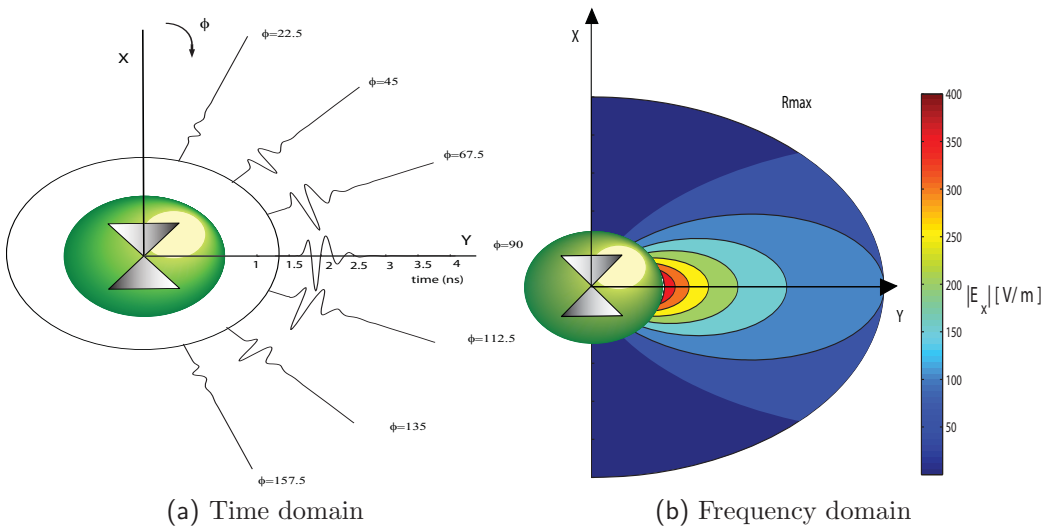 ϕ
X
ϕ=22.5
ϕ=45
ϕ=67.5
Y
ϕ=90
1 1.5 2 2.5 3 3.5 4
time (ns)
ϕ=112.5
ϕ=135
ϕ=157.5
(a) Time domain
X
Rmax
Y
400
350
300
250
200
150
100
50
|E_x| [ V/ m ]
(b) Frequency domain